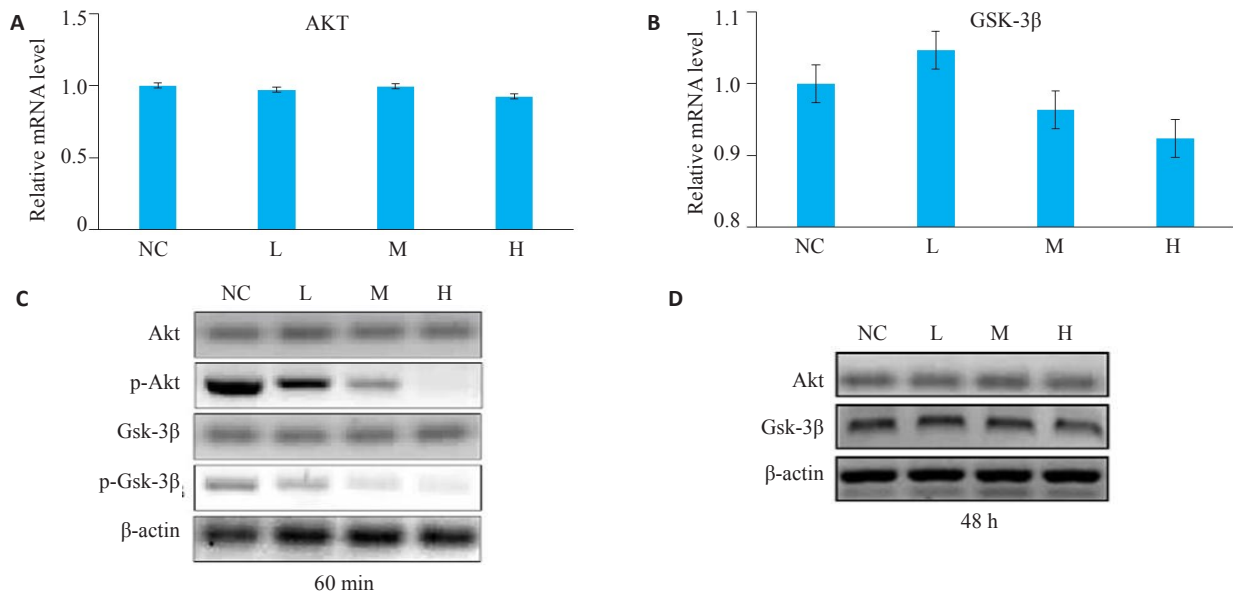 A
AKT
Relative mRNA level
1.5
1.0
0.5
0
NC L M H
B
GSK-3β
Relative mRNA level
1.1
1.0
0.9
0.8
NC L M H
C
NC L M H
Akt
p-Akt
Gsk-3β
p-Gsk-3β
β-actin
60 min
D
NC L M H
Akt
Gsk-3β
β-actin
48 h